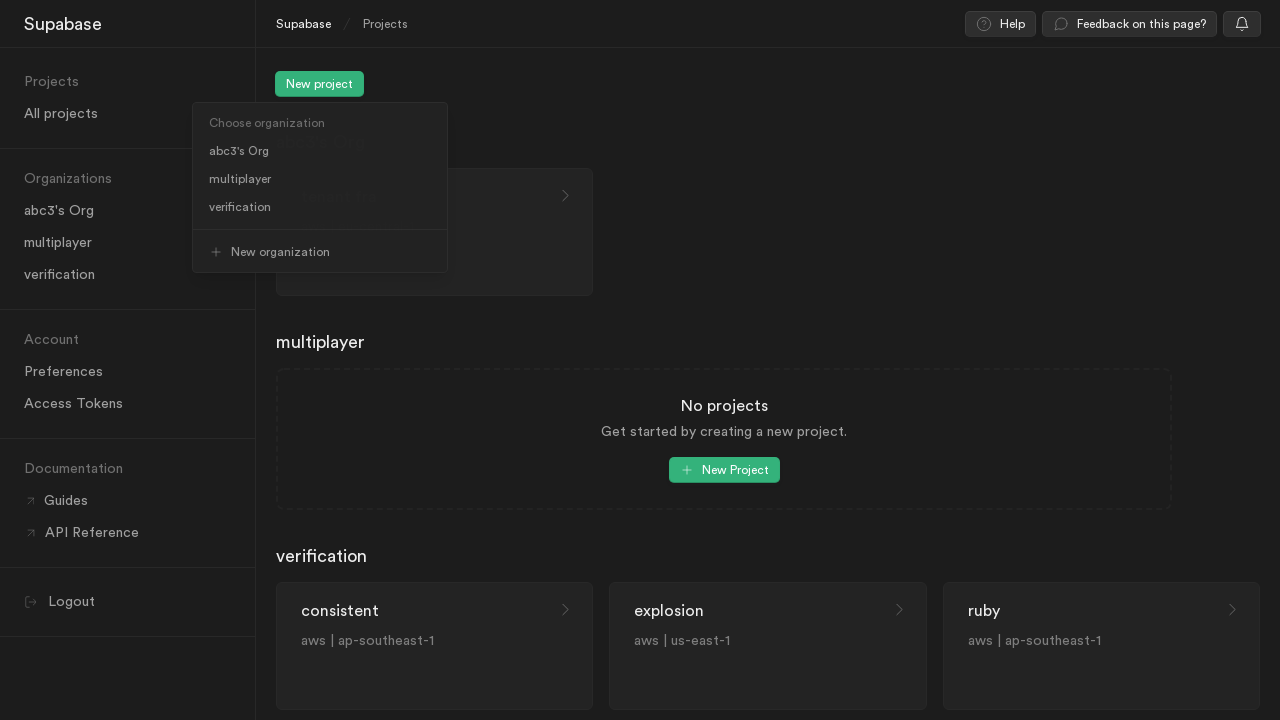 Supabase
Supabase / Projects
Help
Feedback on this page?
Projects
All projects
Organizations
abc3's Org
multiplayer
verification
Account
Preferences
Access Tokens
Documentation
Guides
API Reference
Logout
New project
Choose organization
abc3's Org
multiplayer
verification
New organization
multiplayer
No projects
Get started by creating a new project.
New Project
verification
consistent
aws | ap-southeast-1
explosion
aws | us-east-1
ruby
aws | ap-southeast-1